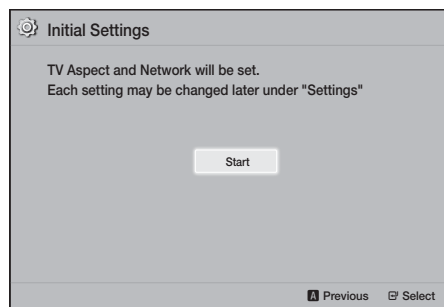 Initial Settings
TV Aspect and Network will be set.
Each setting may be changed later under "Settings"
Start
A Previous Select